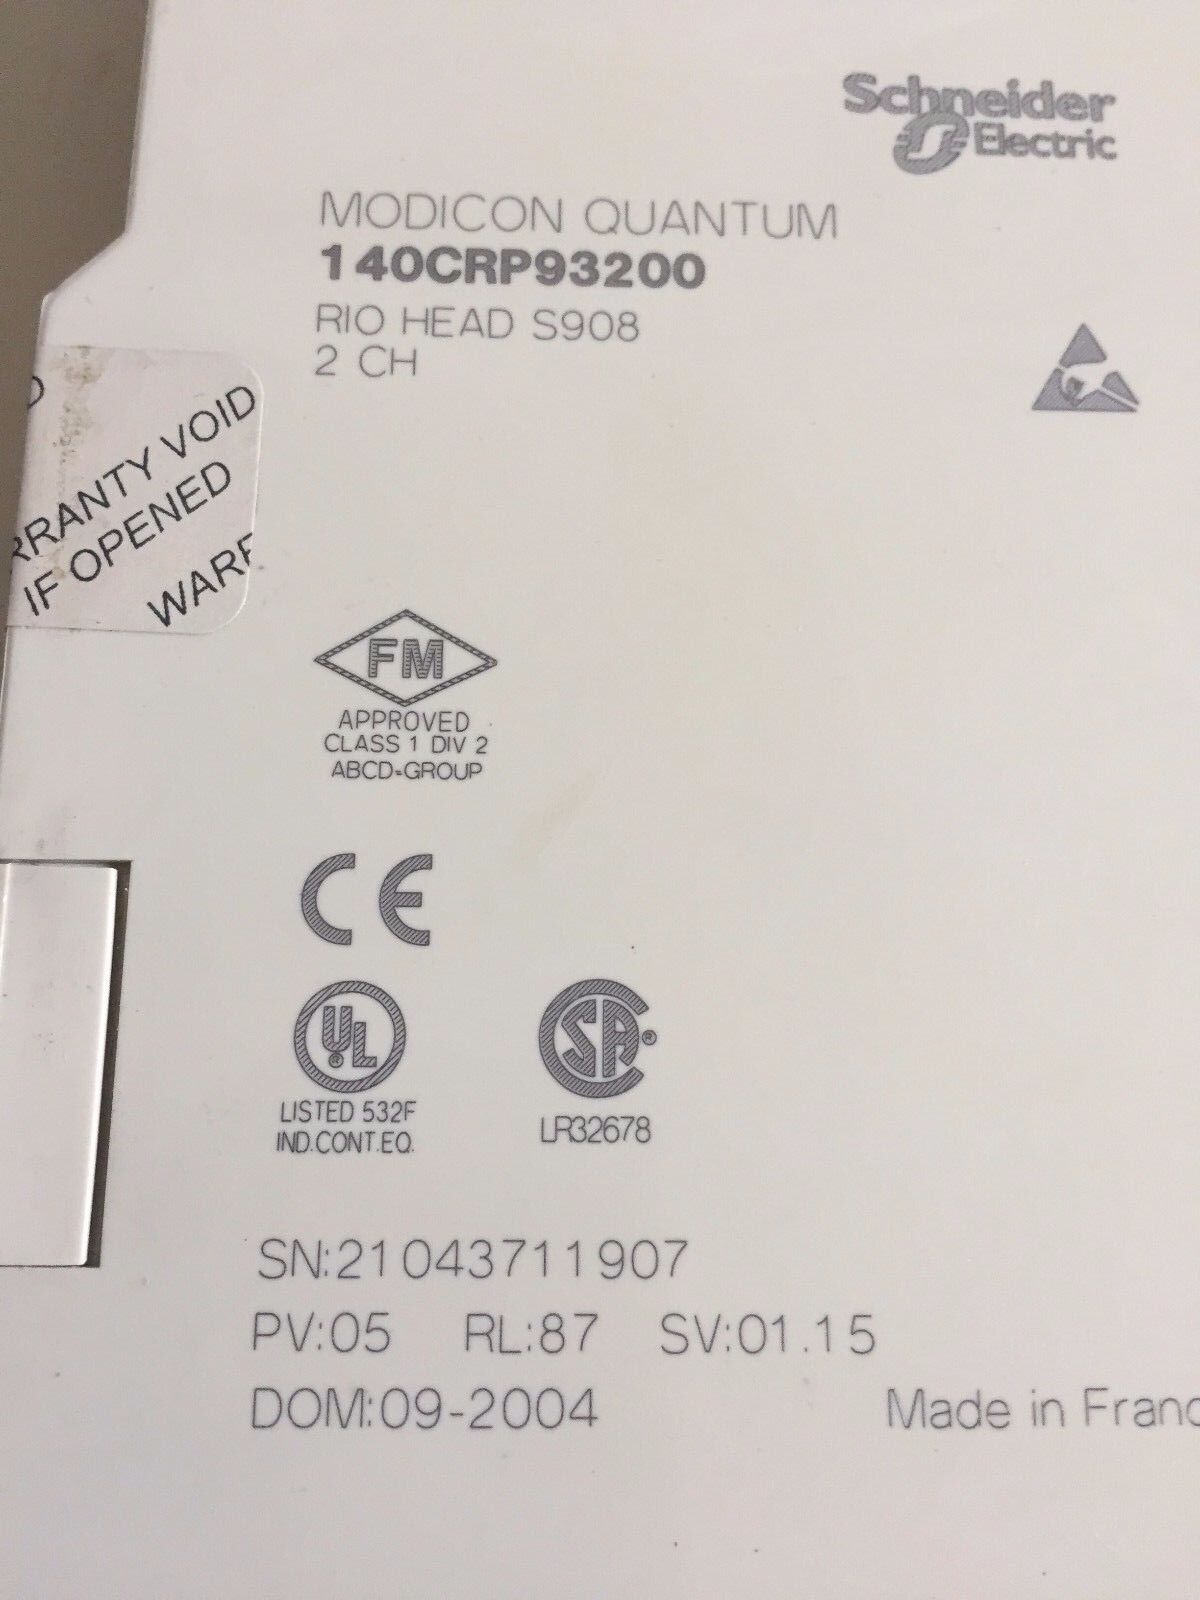 Schneider
Electric
MODICON QUANTUM
140CRP93200
RIO HEAD S908
2 CH
D
RRANTY VOID
IF OPENED
WARR
FM
APPROVED
CLASS 1 DIV 2
ABCD-GROUP
CE
UL ®
LISTED 532F
IND.CONT.EQ.
CSA ®
LR32678
SN:21043711907
PV:05 RL:87 SV:01.15
DOM:09-2004
Made in Franc